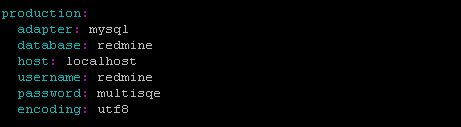 production:
  adapter: mysql
  database: redmine
  host: localhost
  username: redmine
  password: multisqe
  encoding: utf8